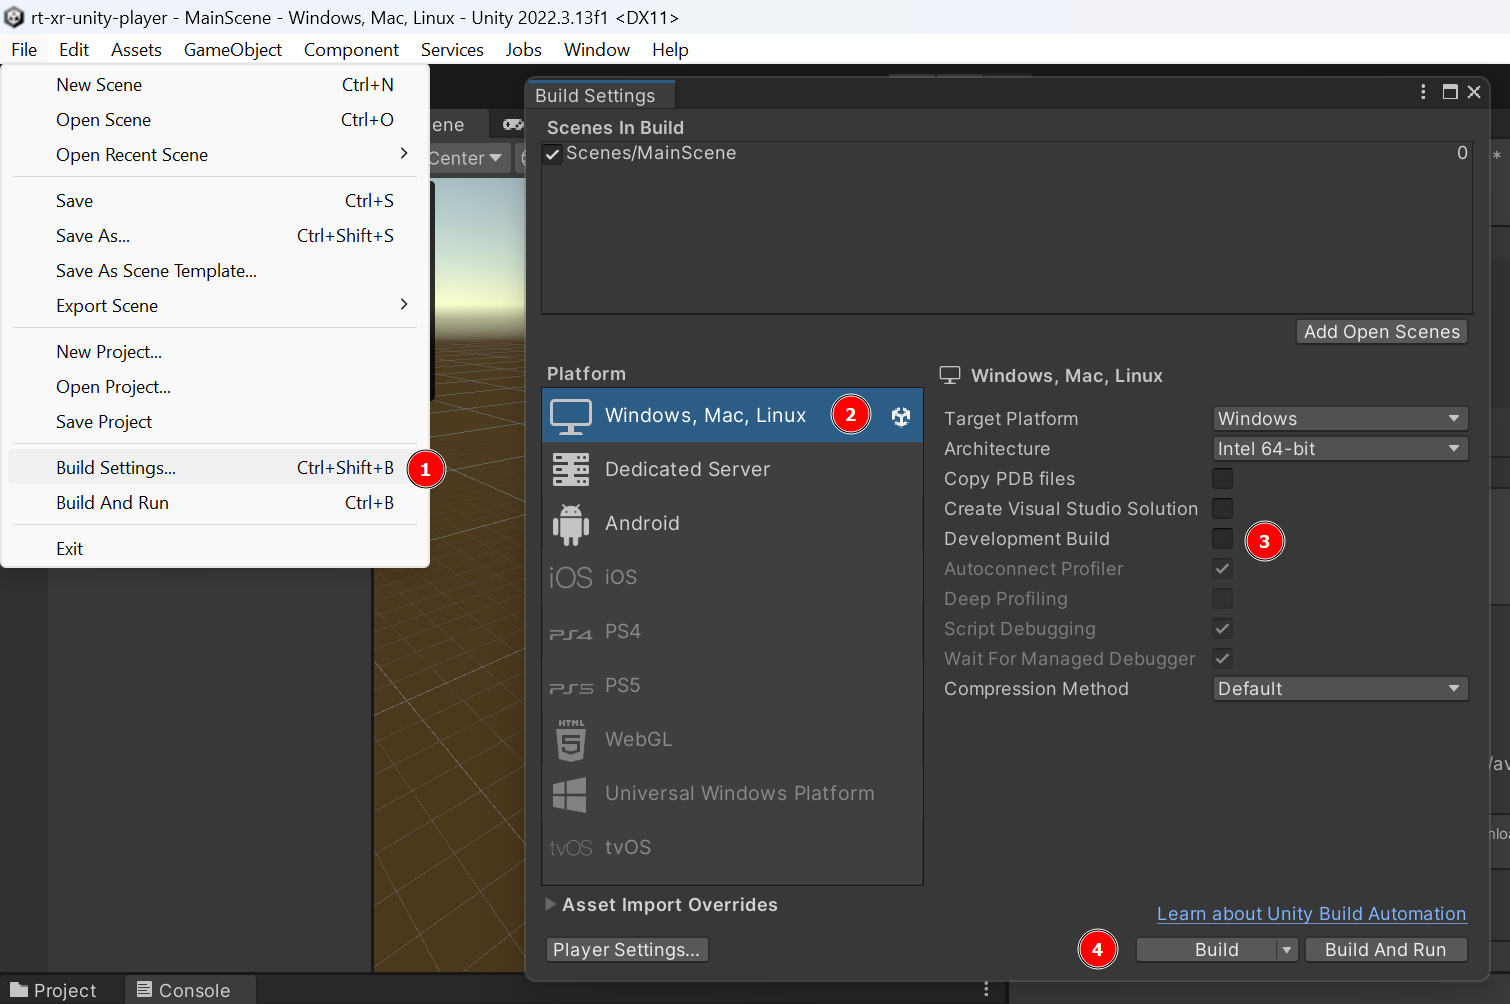 rt-xr-unity-player - MainScene - Windows, Mac, Linux - Unity 2022.3.13f1 <DX11>
File Edit Assets GameObject Component Services Jobs Window Help
New Scene Ctrl+N
Open Scene Ctrl+O
Open Recent Scene
Save Ctrl+S
Save As... Ctrl+Shift+S
Save As Scene Template...
Export Scene
New Project...
Open Project...
Save Project
Build Settings... Ctrl+Shift+B 1
Build And Run Ctrl+B
Exit
ene
Center
Build Settings
Scenes In Build
Scenes/MainScene 0
Add Open Scenes
Platform
Windows, Mac, Linux 2
Dedicated Server
Android
iOS iOS
PS4 PS4
PS5 PS5
HTML 5 WebGL
Universal Windows Platform
tvOS tvOS
Windows, Mac, Linux
Target Platform Windows
Architecture Intel 64-bit
Copy PDB files
Create Visual Studio Solution
Development Build 3
Autoconnect Profiler
Deep Profiling
Script Debugging
Wait For Managed Debugger
Compression Method Default
Asset Import Overrides
Learn about Unity Build Automation
Player Settings... 4 Build Build And Run
Project Console